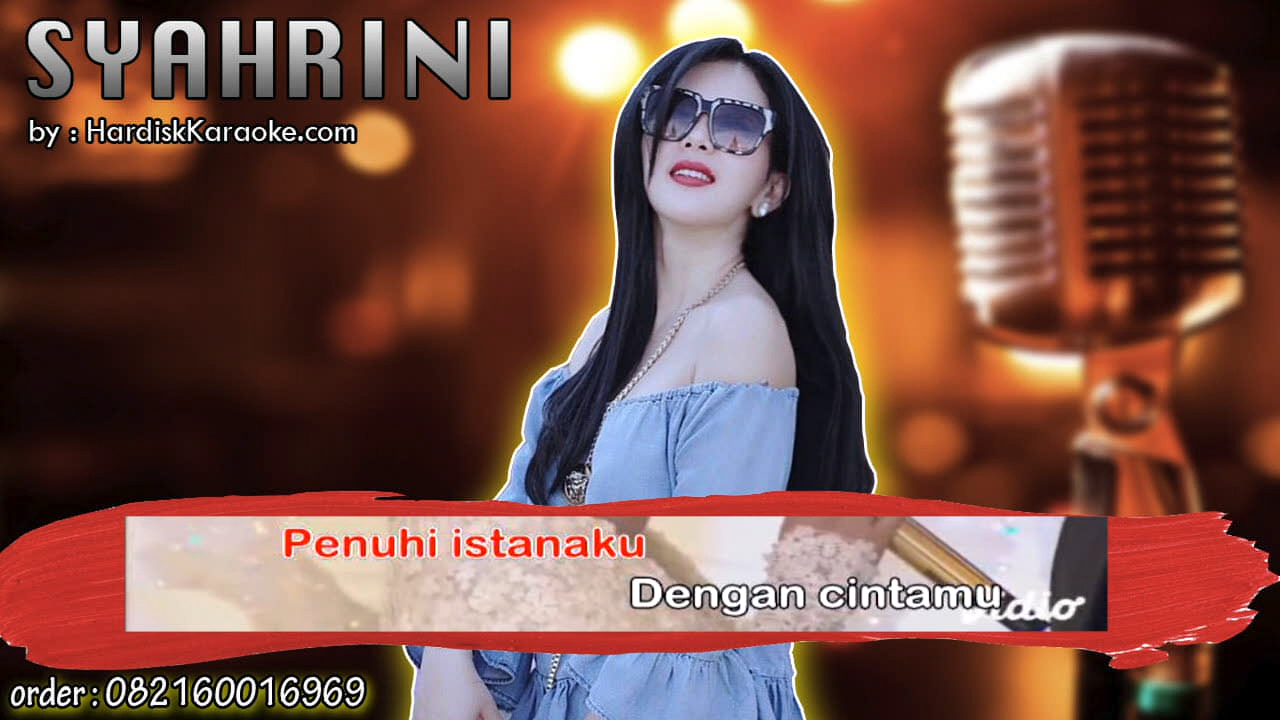 SYAHRINI
by : HardiskKaraoke.com
Penuhi istanaku
Dengan cintamu
order : 082160016969